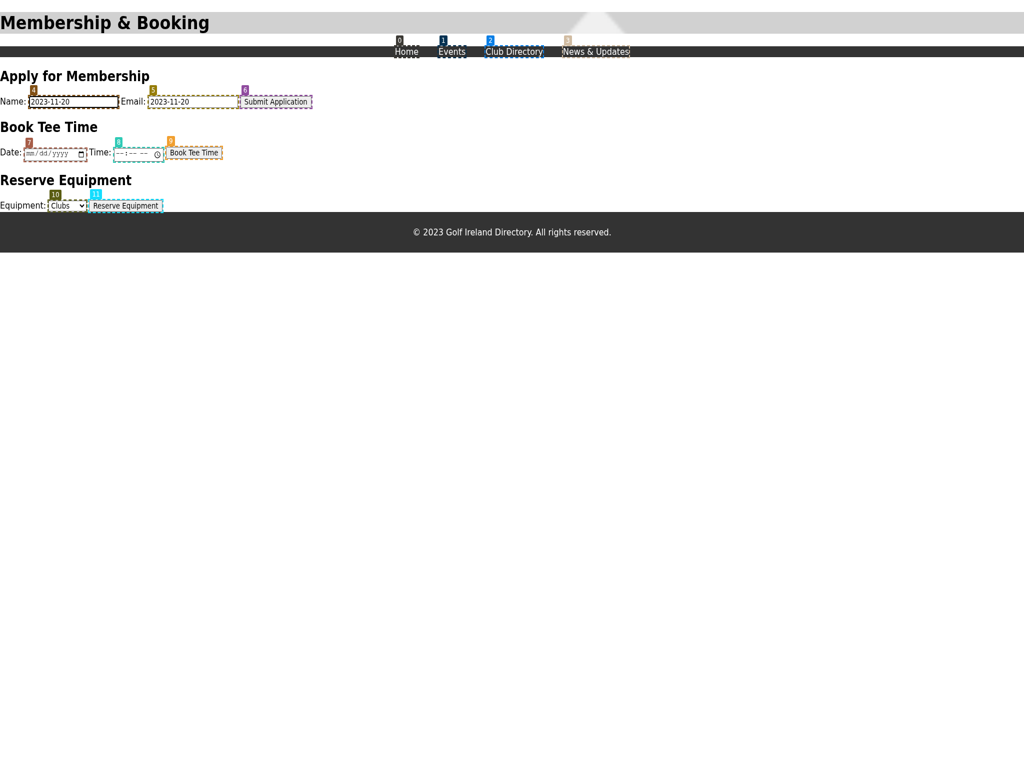 Membership & Booking
0 1 2 3
Home Events Club Directory News & Updates
Apply for Membership
4 5 6
Name: 2023-11-20 Email: 2023-11-20 Submit Application
Book Tee Time
7 8 9
Date: mm/dd/yyyy Time: --:-- -- Book Tee Time
Reserve Equipment
10 11
Equipment: Clubs Reserve Equipment
© 2023 Golf Ireland Directory. All rights reserved.